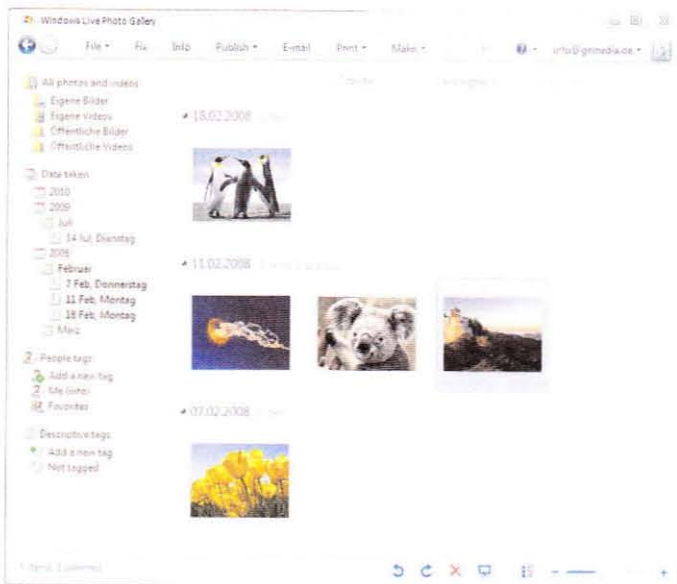 Windows Live Photo Gallery
File Fix Info Publish E-mail Print Make info@grimedia.de
All photos and videos
Eigene Bilder
Eigene Videos
Öffentliche Bilder
Öffentliche Videos
Date taken
2010
2009
Juli
14 Jul, Dienstag
2008
Februar
7 Feb, Donnerstag
11 Feb, Montag
18 Feb, Montag
März
People tags
Add a new tag
Favorites
Descriptive tags
Add a new tag
Not tagged
18.02.2008
11.02.2008
07.02.2008